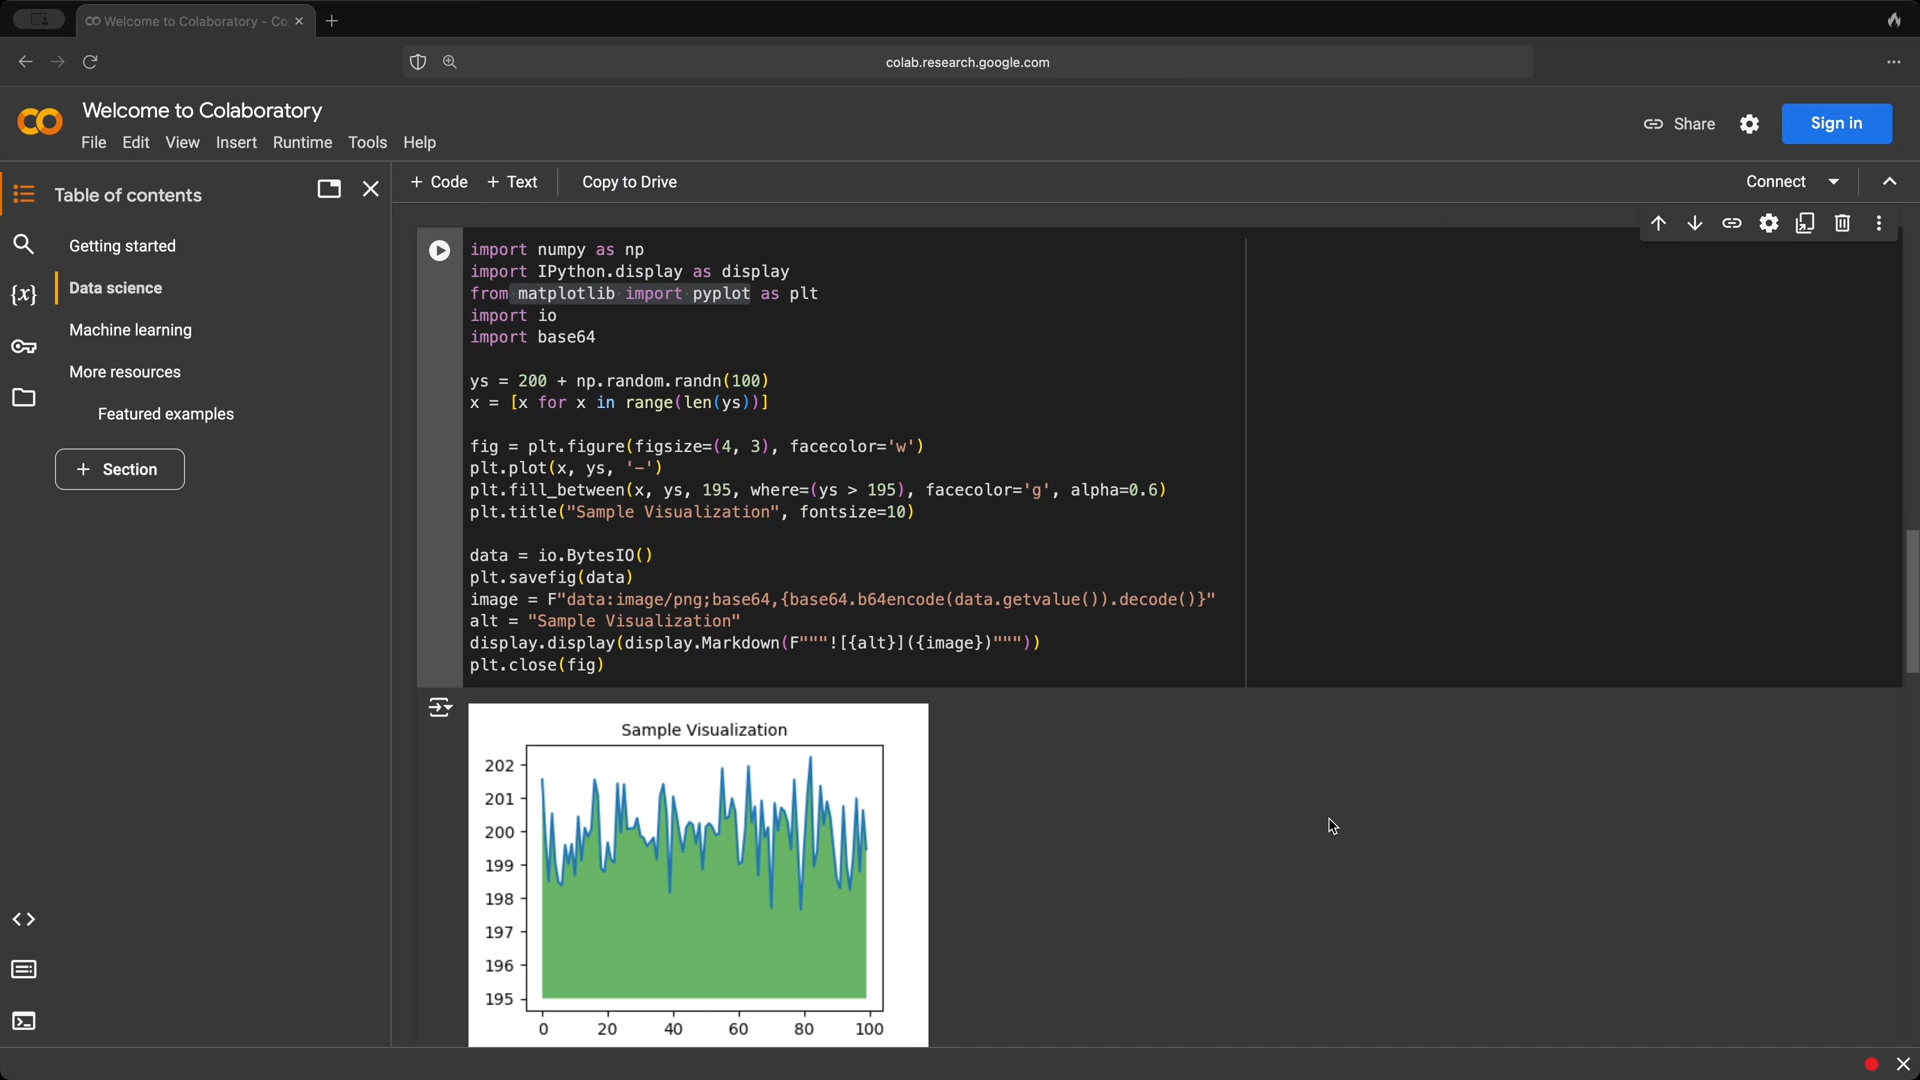 Welcome to Colaboratory - Co
colab.research.google.com
Welcome to Colaboratory
File Edit View Insert Runtime Tools Help
Share
Sign in
Table of contents
Getting started
Data science
Machine learning
More resources
Featured examples
+ Section
+ Code + Text Copy to Drive
Connect
{x}
import numpy as np
import IPython.display as display
from matplotlib import pyplot as plt
import io
import base64
ys = 200 + np.random.randn(100)
x = [x for x in range(len(ys))]
fig = plt.figure(figsize=(4, 3), facecolor='w')
plt.plot(x, ys, '-')
plt.fill_between(x, ys, 195, where=(ys > 195), facecolor='g', alpha=0.6)
plt.title("Sample Visualization", fontsize=10)
data = io.BytesIO()
plt.savefig(data)
image = F"data:image/png;base64,{base64.b64encode(data.getvalue()).decode()}"
alt = "Sample Visualization"
display.display(display.Markdown(F"""![{alt}]({image})"""))
plt.close(fig)
Sample Visualization
202
201
200
199
198
197
196
195
0 20 40 60 80 100